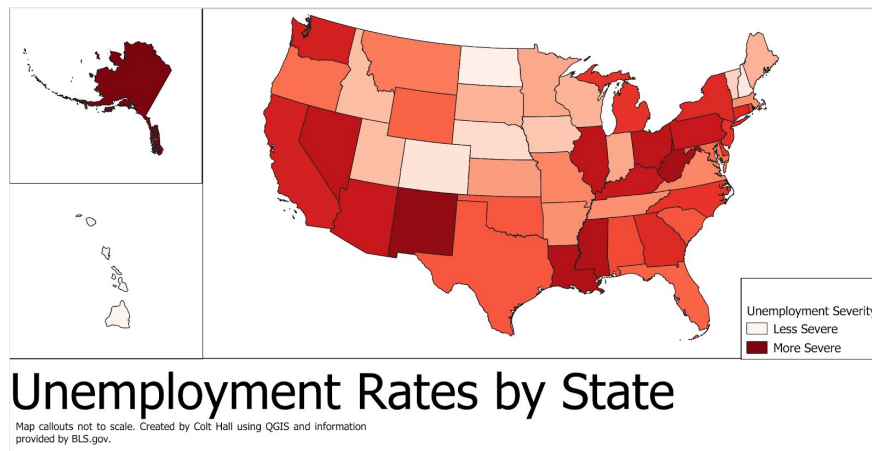 Unemployment Severity
Less Severe
More Severe
Unemployment Rates by State
Map callouts not to scale. Created by Colt Hall using QGIS and information
provided by BLS.gov.